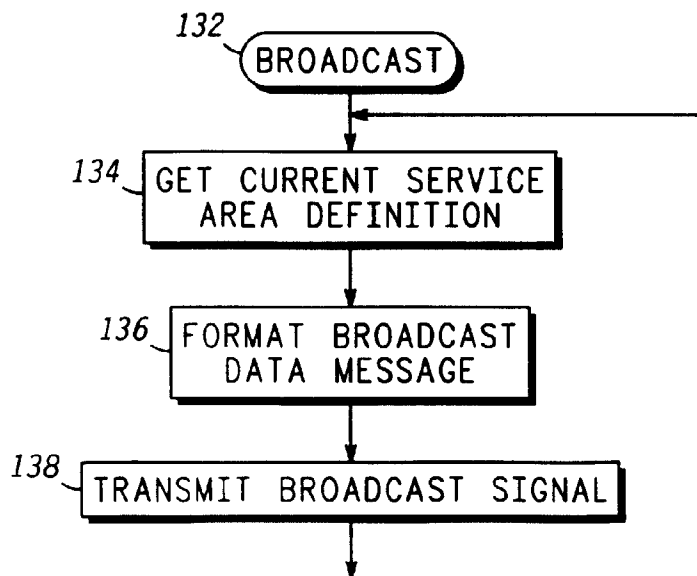 132
BROADCAST
134
GET CURRENT SERVICE
AREA DEFINITION
136
FORMAT BROADCAST
DATA MESSAGE
138
TRANSMIT BROADCAST SIGNAL